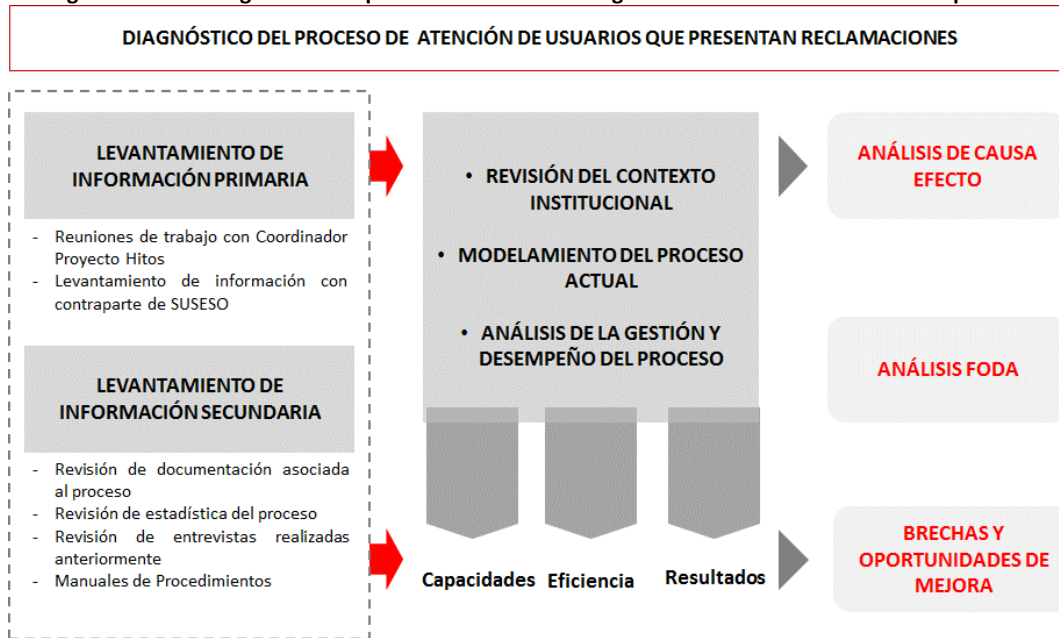 DIAGNÓSTICO DEL PROCESO DE ATENCIÓN DE USUARIOS QUE PRESENTAN RECLAMACIONES
LEVANTAMIENTO DE
INFORMACIÓN PRIMARIA
- Reuniones de trabajo con Coordinador
Proyecto Hitos
- Levantamiento de información con
contraparte de SUSESO
LEVANTAMIENTO DE
INFORMACIÓN SECUNDARIA
- Revisión de documentación asociada
al proceso
- Revisión de estadística del proceso
- Revisión de entrevistas realizadas
anteriormente
- Manuales de Procedimientos
• REVISIÓN DEL CONTEXTO
INSTITUCIONAL
• MODELAMIENTO DEL PROCESO
ACTUAL
• ANÁLISIS DE LA GESTIÓN Y
DESEMPEÑO DEL PROCESO
Capacidades
Eficiencia
Resultados
ANÁLISIS DE CAUSA
EFECTO
ANÁLISIS FODA
BRECHAS Y
OPORTUNIDADES DE
MEJORA